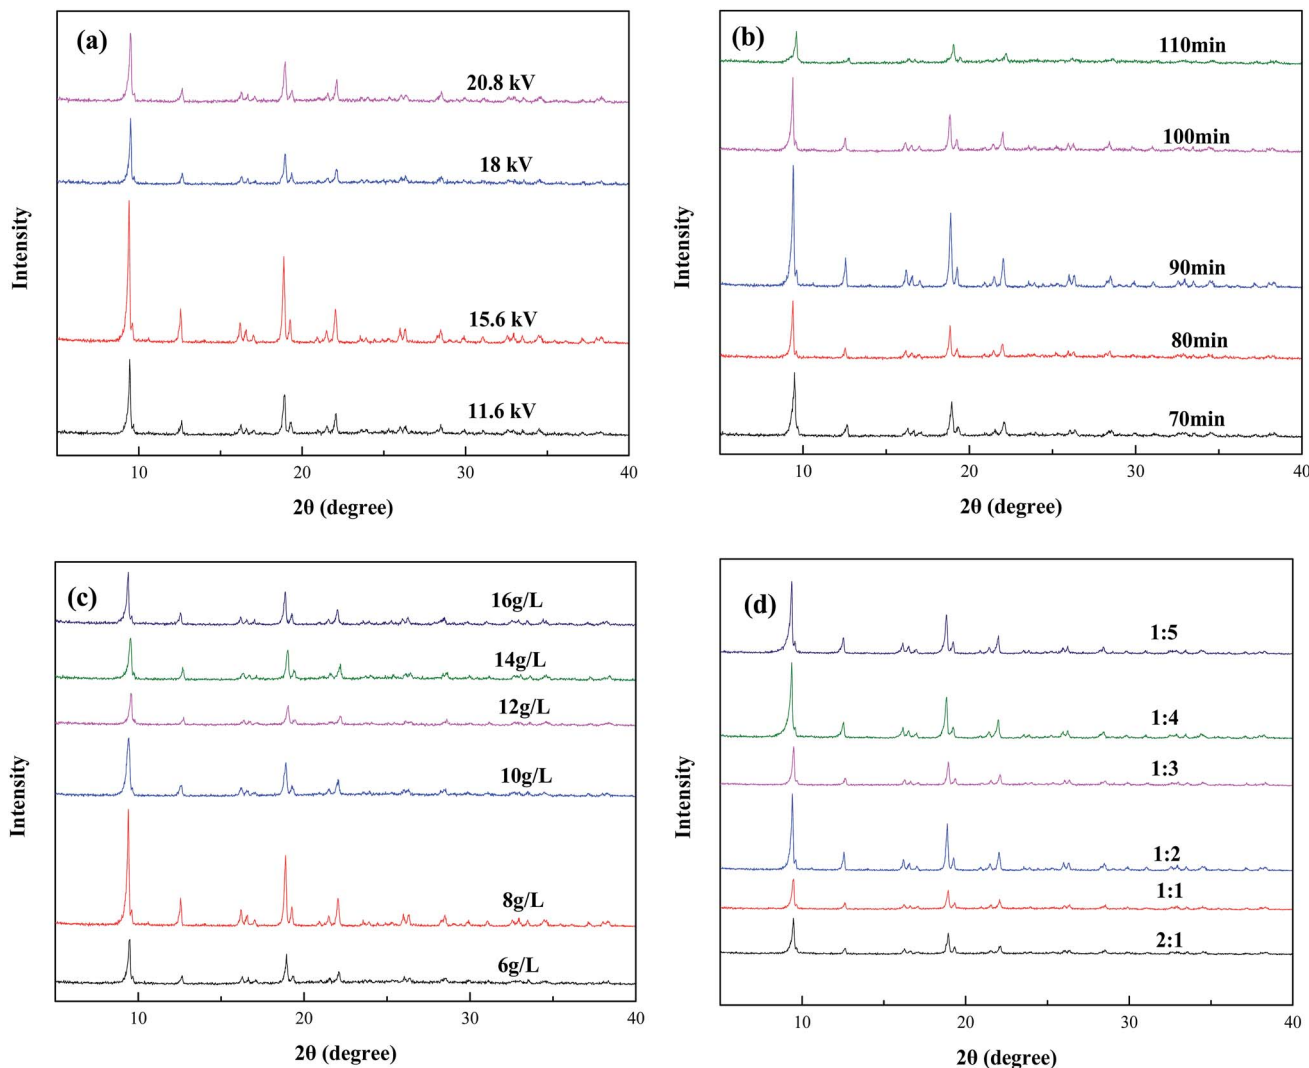 (a)
20.8 kV
18 kV
15.6 kV
11.6 kV
Intensity
10 20 30 40
2θ (degree)
(b)
110min
100min
90min
80min
70min
Intensity
10 20 30 40
2θ (degree)
(c)
16g/L
14g/L
12g/L
10g/L
8g/L
6g/L
Intensity
10 20 30 40
2θ (degree)
(d)
1:5
1:4
1:3
1:2
1:1
2:1
Intensity
10 20 30 40
2θ (degree)